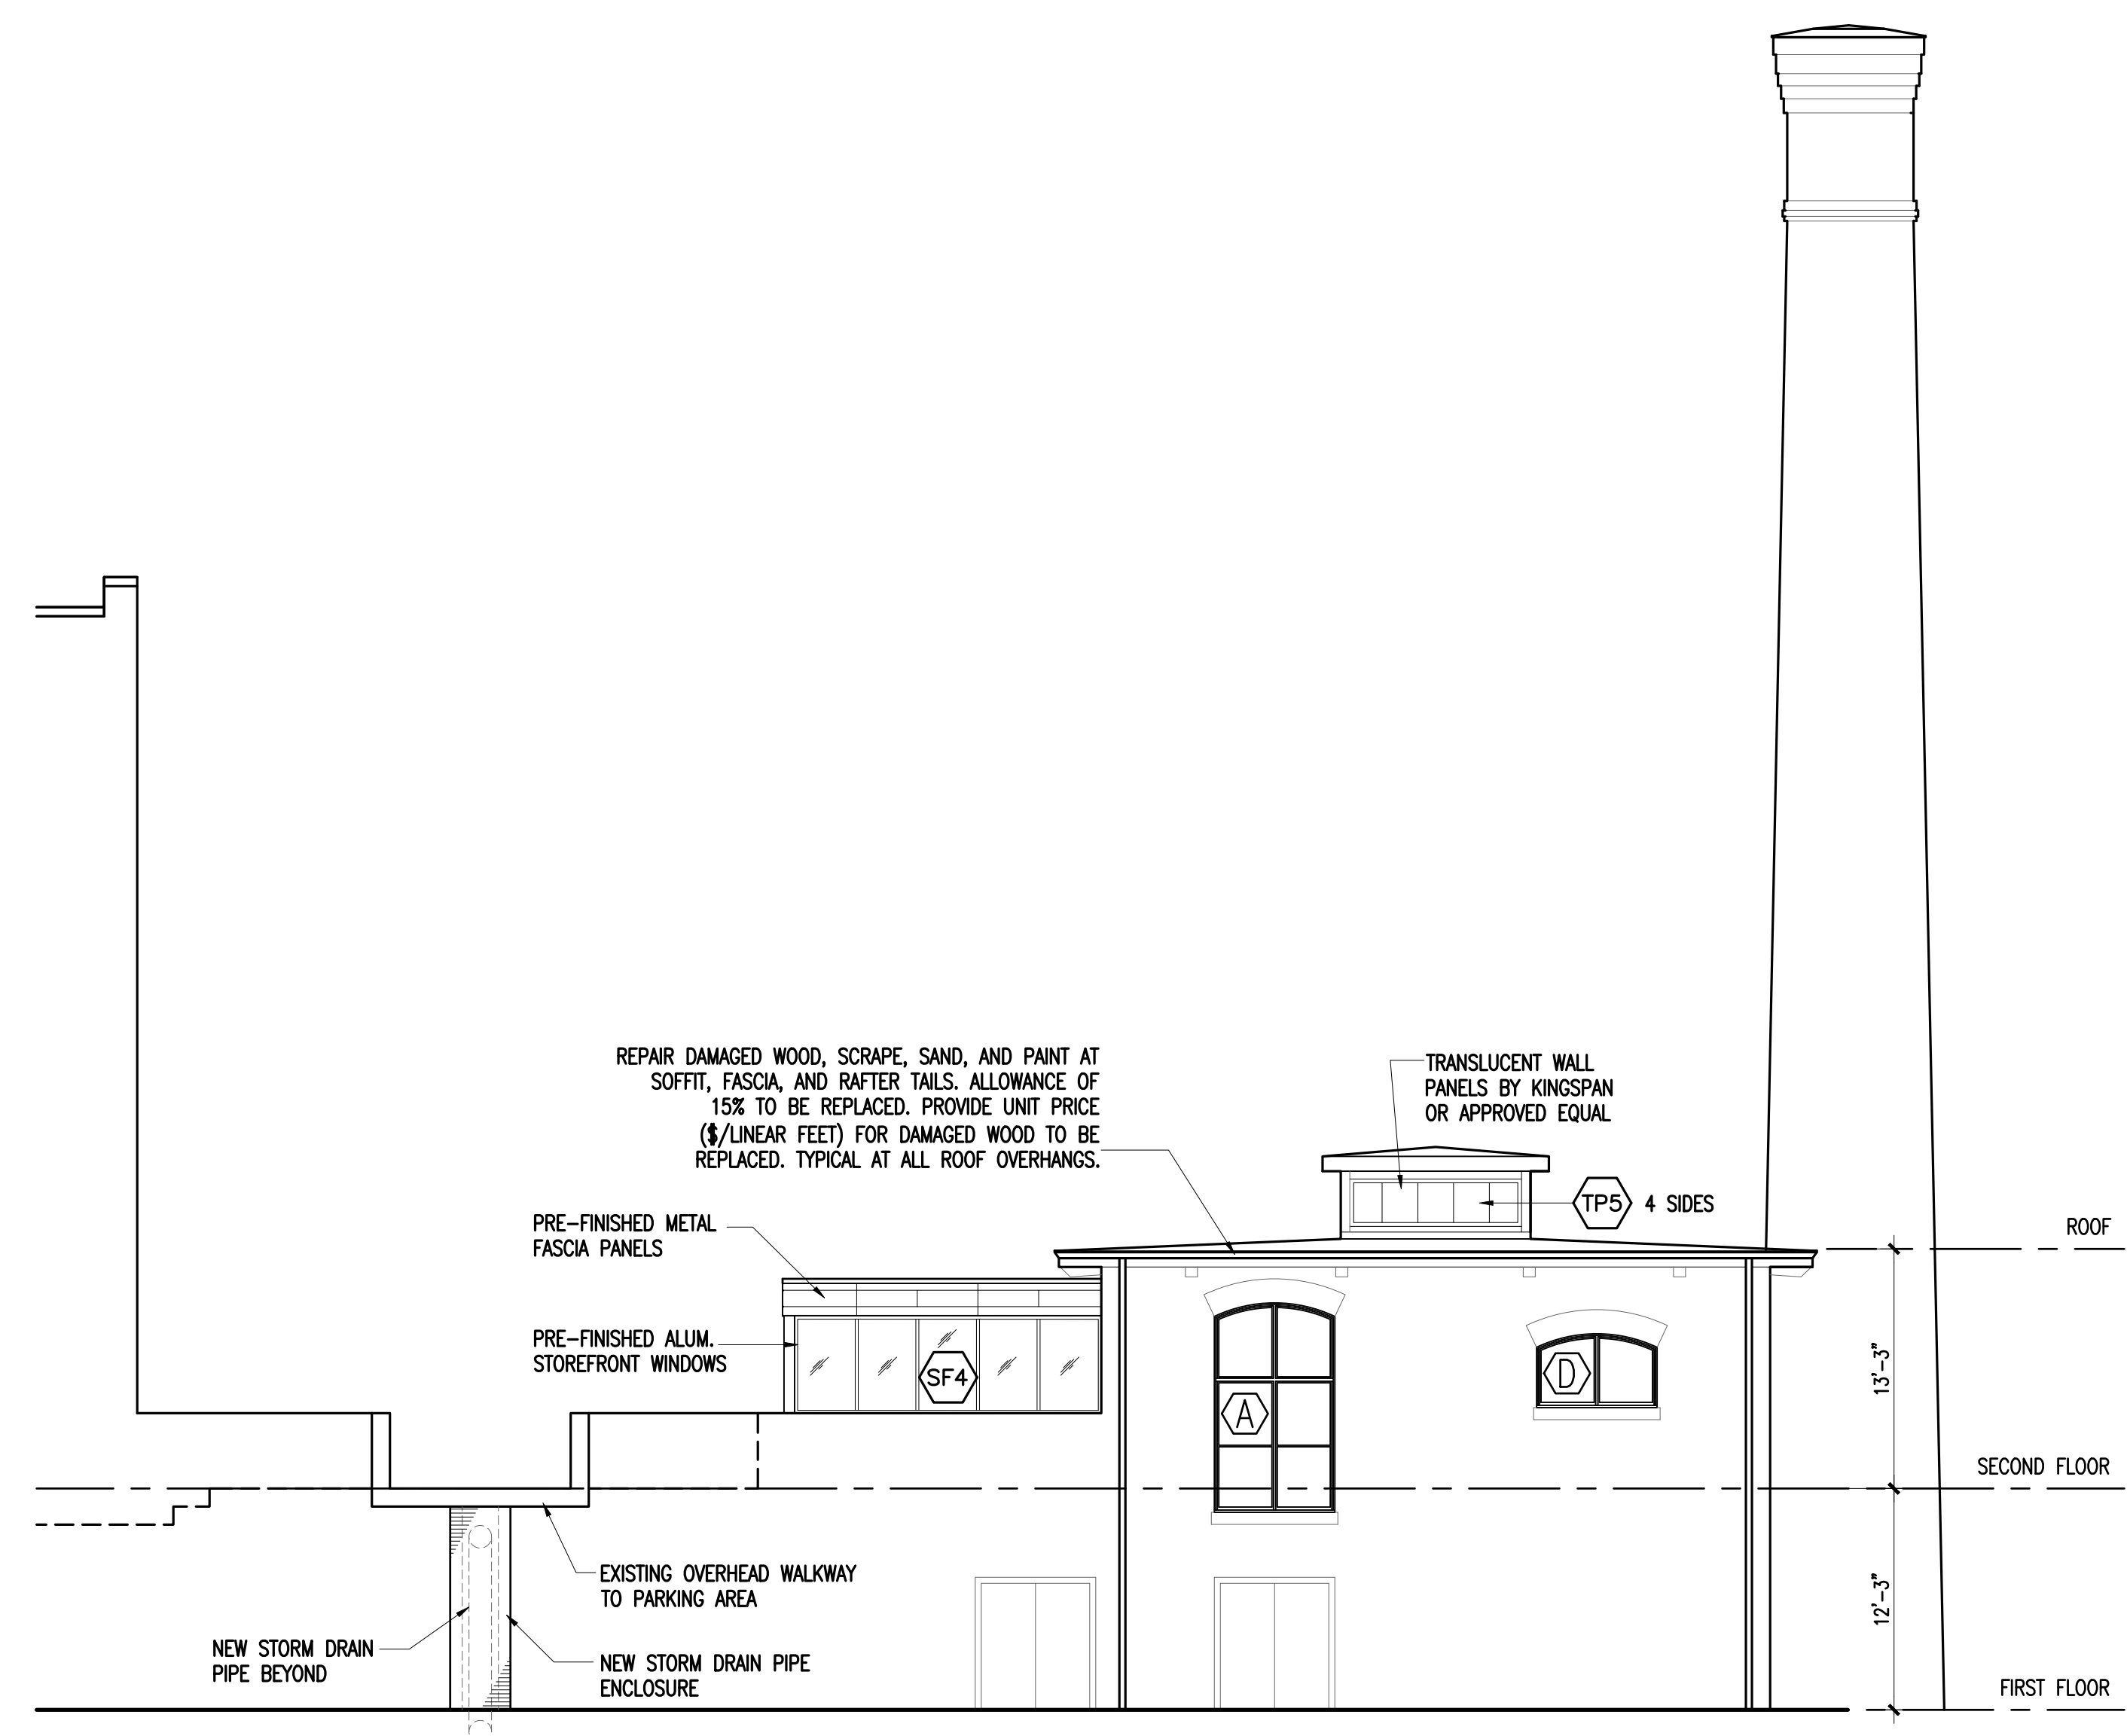 REPAIR DAMAGED WOOD, SCRAPE, SAND, AND PAINT AT
SOFFIT, FASCIA, AND RAFTER TAILS. ALLOWANCE OF
15% TO BE REPLACED. PROVIDE UNIT PRICE
($/LINEAR FEET) FOR DAMAGED WOOD TO BE
REPLACED. TYPICAL AT ALL ROOF OVERHANGS.
TRANSLUCENT WALL
PANELS BY KINGSPAN
OR APPROVED EQUAL
TP5 4 SIDES
PRE-FINISHED METAL
FASCIA PANELS
ROOF
PRE-FINISHED ALUM.
STOREFRONT WINDOWS
SF4
A
D
13'-3"
SECOND FLOOR
EXISTING OVERHEAD WALKWAY
TO PARKING AREA
12'-3"
NEW STORM DRAIN
PIPE BEYOND
NEW STORM DRAIN PIPE
ENCLOSURE
FIRST FLOOR